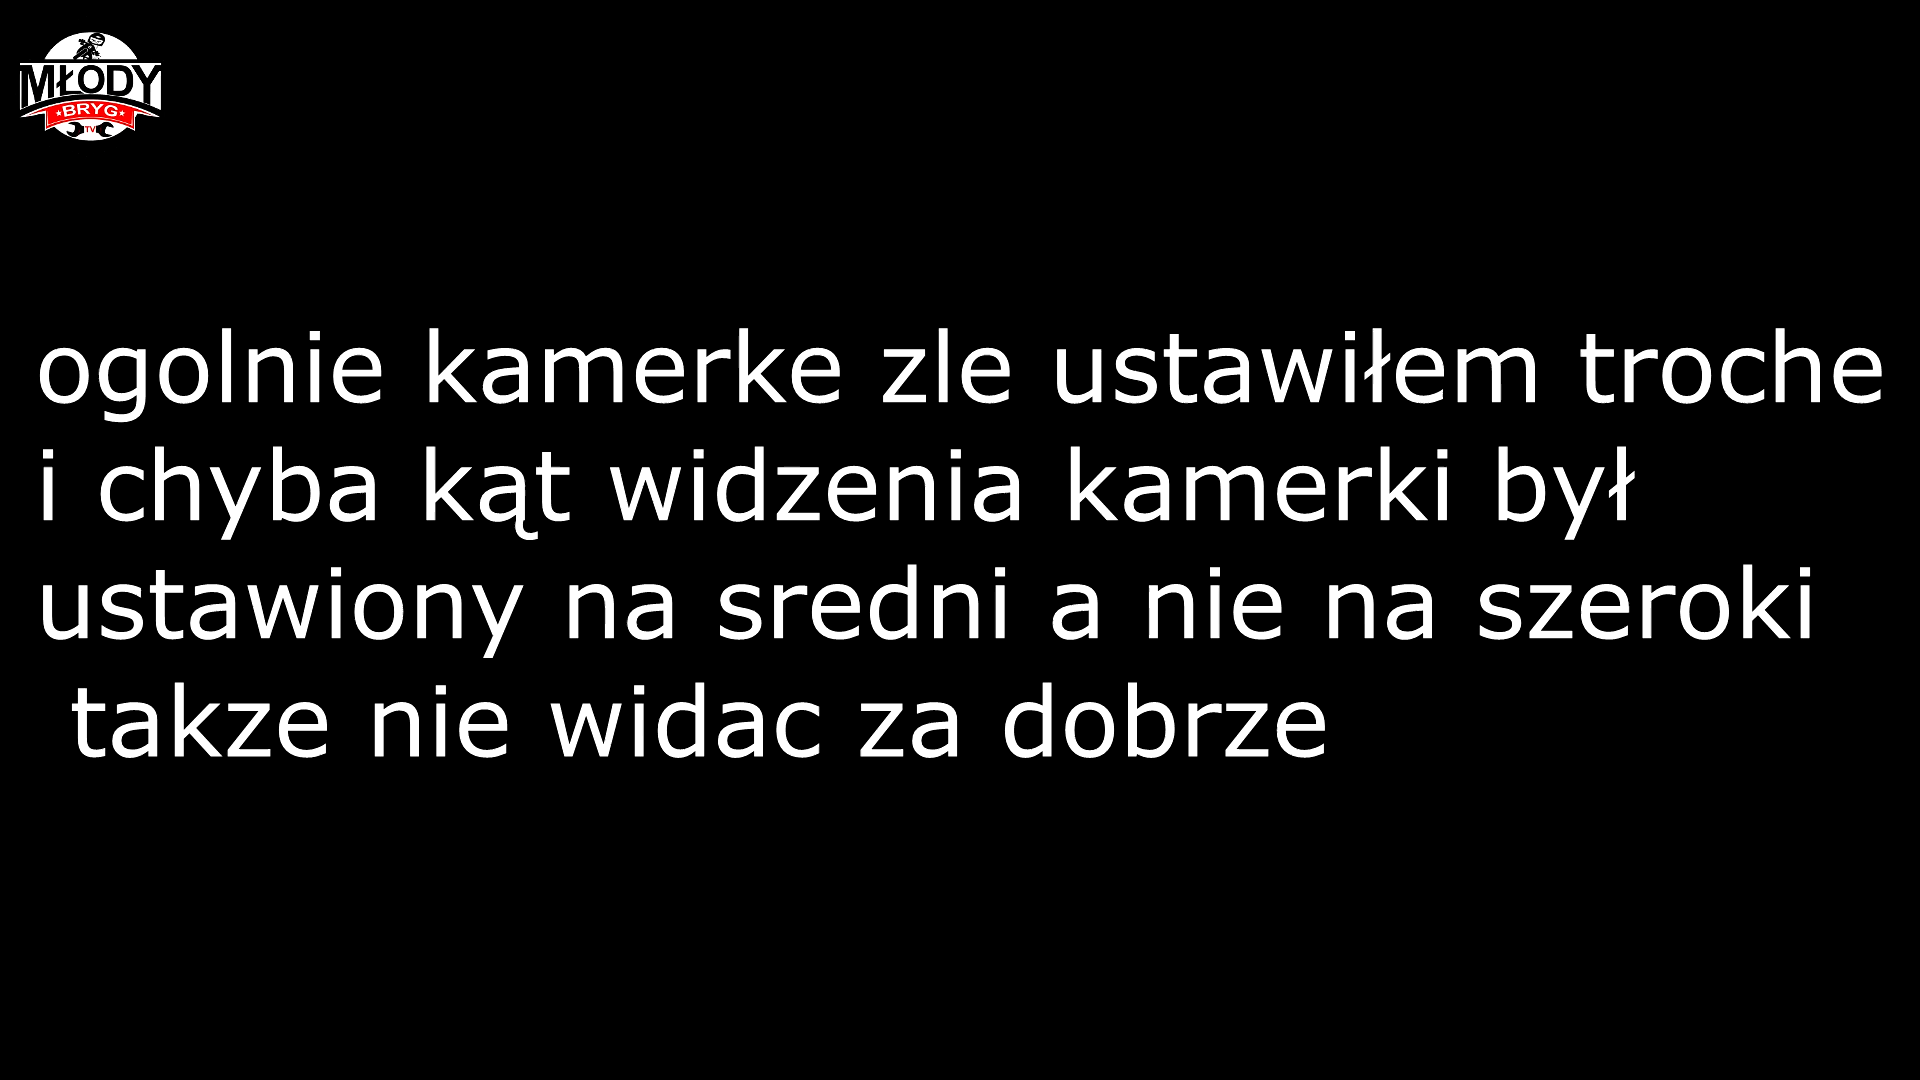 MŁODY
BRYG
TV
ogolnie kamerke zle ustawiłem troche
i chyba kąt widzenia kamerki był
ustawiony na sredni a nie na szeroki
takze nie widac za dobrze